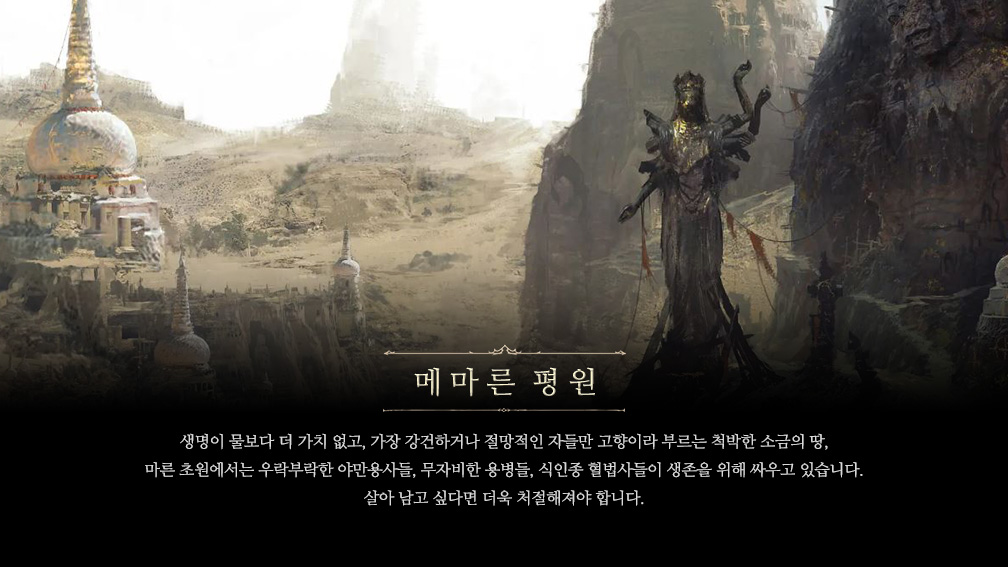 메마른 평원
생명이 물보다 더 가치 없고, 가장 강건하거나 절망적인 자들만 고향이라 부르는 척박한 소금의 땅,
마른 초원에서는 우락부락한 야만용사들, 무자비한 용병들, 식인종 혈법사들이 생존을 위해 싸우고 있습니다.
살아 남고 싶다면 더욱 처절해져야 합니다.